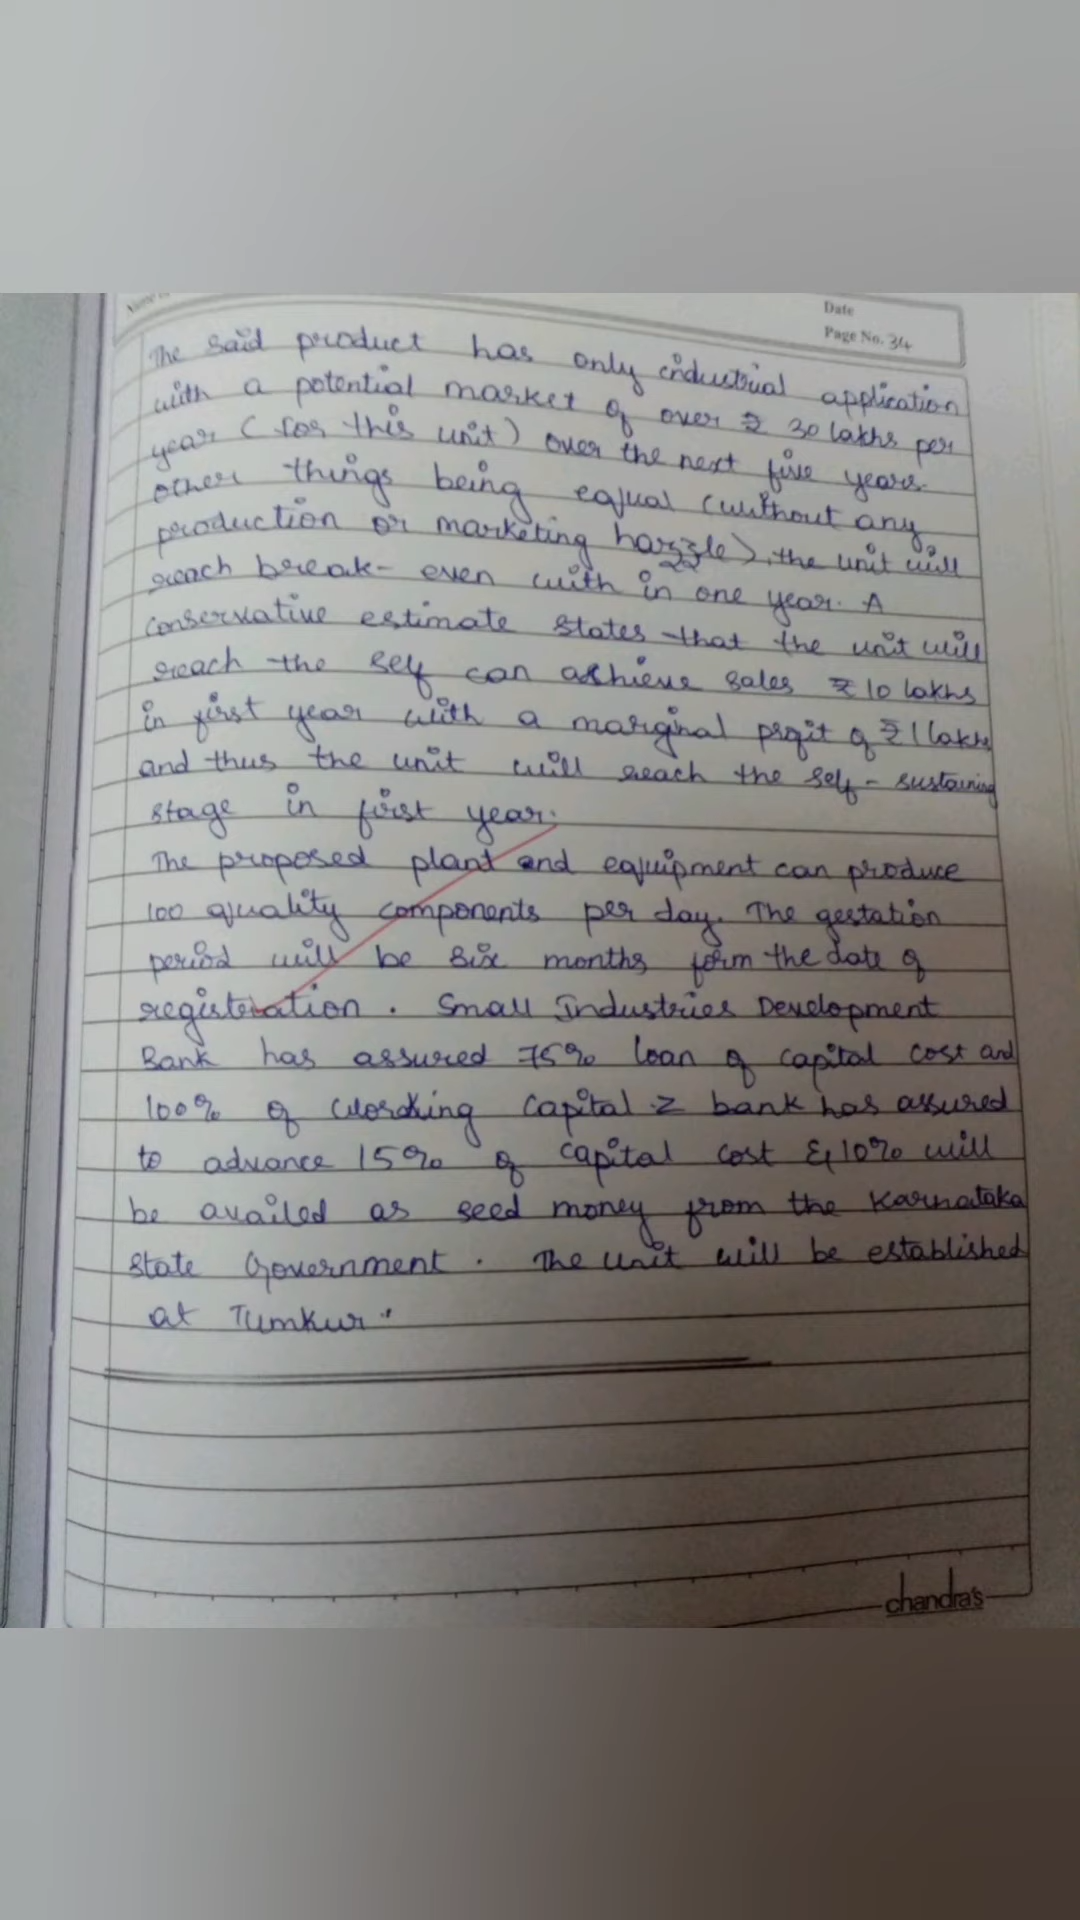 Date
Page No. 34
The said product has only industrial application
with a potential market of over ₹ 30 lakhs per
year (for this unit) over the next five years.
other things being equal (without any
production or marketing hazzle), the unit will
reach break-even with in one year. A
conservative estimate states that the unit will
reach the self can achieve sales ₹ 10 lakhs
in first year with a marginal profit of ₹ 1 lakhs
and thus the unit will reach the self-sustaining
stage in first year.
The proposed plant and equipment can produce
100 quality components per day. The gestation
period will be six months form the date of
registeration. Small Industries Development
Bank has assured 75% loan of capital cost and
100% of working capital. Z bank has assured
to advance 15% of capital cost & 10% will
be availed as seed money from the Karnataka
State Government. The unit will be established
at Tumkur.
chandra's